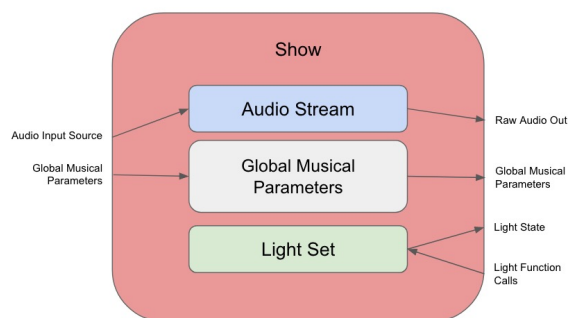 Show
Audio Stream
Audio Input Source
Raw Audio Out
Global Musical
Parameters
Global Musical
Parameters
Global Musical
Parameters
Light Set
Light State
Light Function
Calls